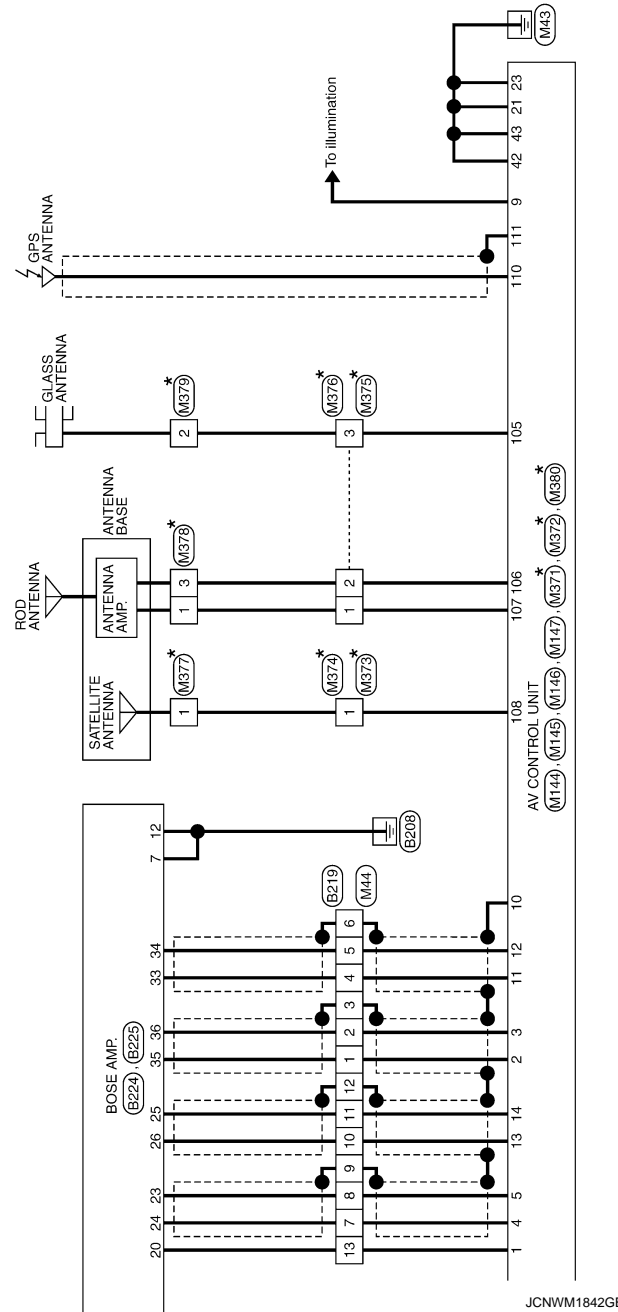 BOSE AMP.
B224 , B225
20
24
23
26
25
35
36
33
34
7
12
B208
13
7
8
9
10
11
12
1
2
3
4
5
6
B219
M44
1
4
5
13
14
2
3
11
12
10
SATELLITE
ANTENNA
ROD
ANTENNA
ANTENNA
AMP.
ANTENNA
BASE
GLASS
ANTENNA
GPS
ANTENNA
1
M377 *
1
3
M378 *
2
M379 *
1
M374 *
M373 *
1
2
3
M376 *
M375 *
To illumination
M43
108
107
106
105
110
111
9
42
43
21
23
AV CONTROL UNIT
M144 , M145 , M146 , M147 , M371 * , M372 * , M380 *
JCNWM1842GE